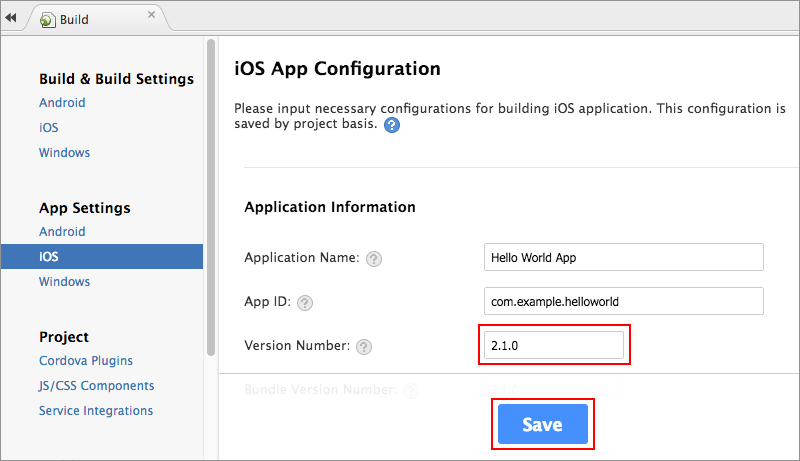 Build
Build & Build Settings
Android
iOS
Windows
App Settings
Android
iOS
Windows
Project
Cordova Plugins
JS/CSS Components
Service Integrations
iOS App Configuration
Please input necessary configurations for building iOS application. This configuration is
saved by project basis. ?
Application Information
Application Name: ? Hello World App
App ID: ? com.example.helloworld
Version Number: ? 2.1.0
Bundle Version Number: ? 2.1.0
Save